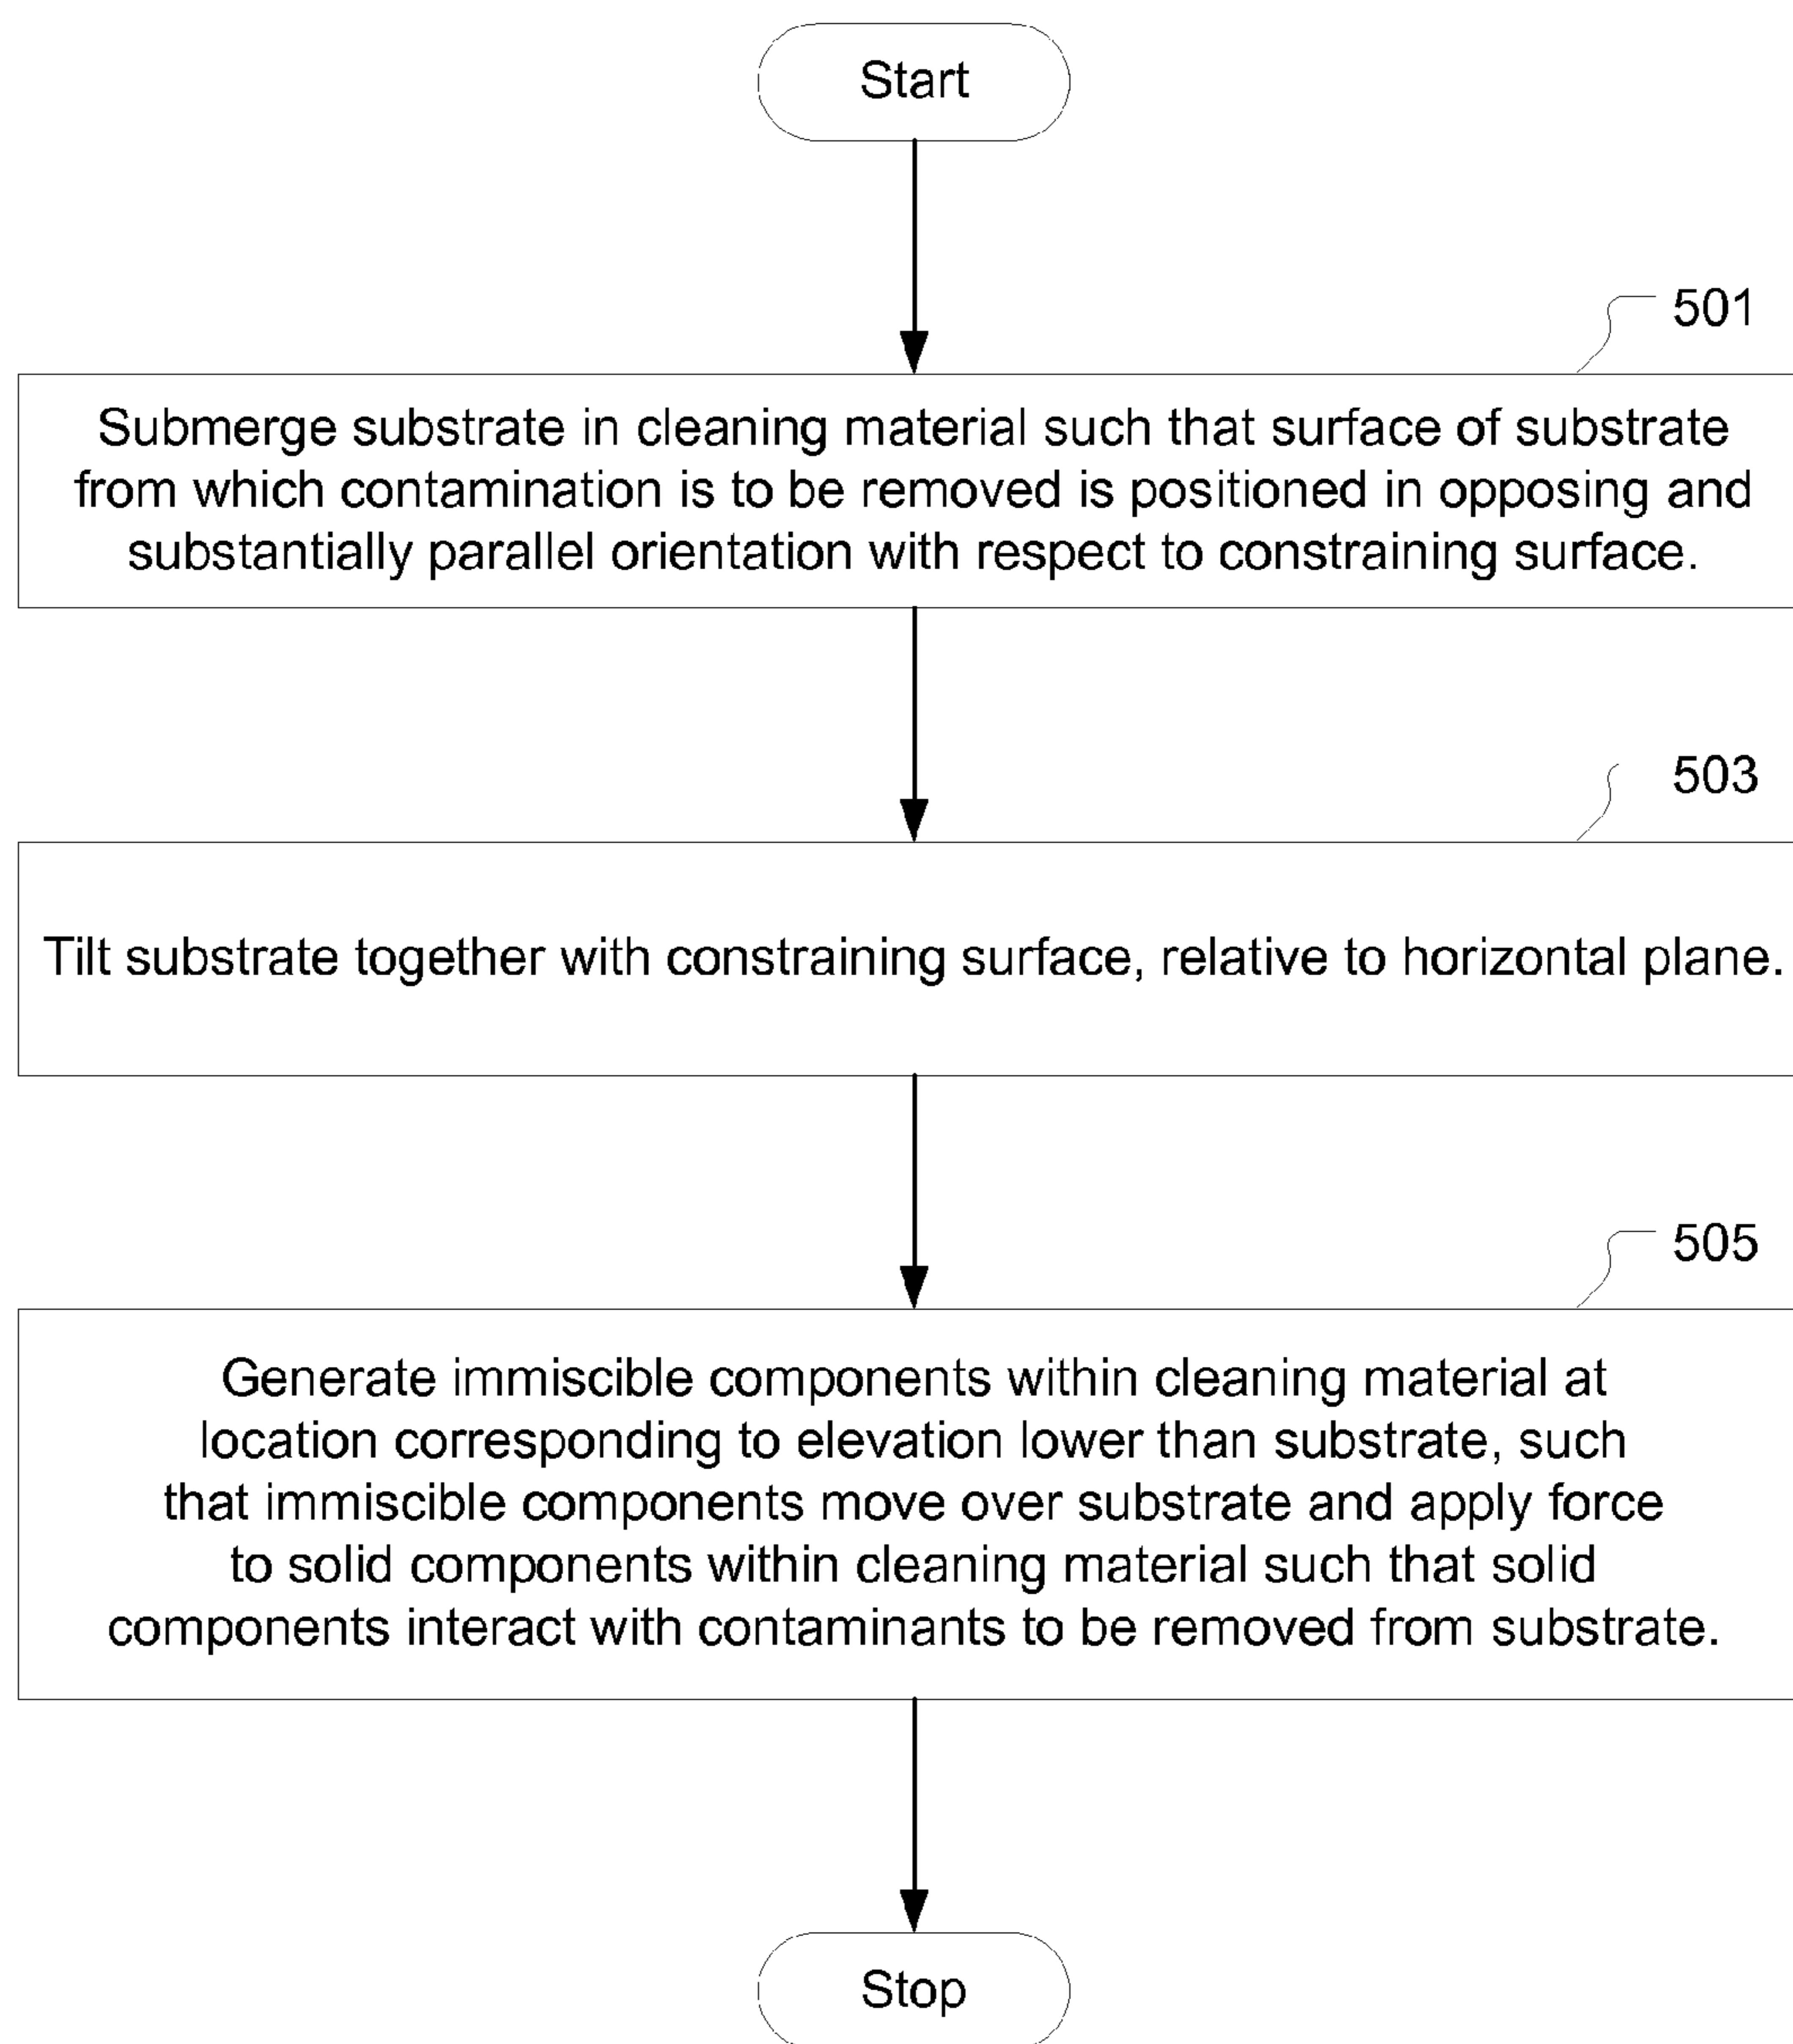 Start
501
Submerge substrate in cleaning material such that surface of substrate
from which contamination is to be removed is positioned in opposing and
substantially parallel orientation with respect to constraining surface.
503
Tilt substrate together with constraining surface, relative to horizontal plane.
505
Generate immiscible components within cleaning material at
location corresponding to elevation lower than substrate, such
that immiscible components move over substrate and apply force
to solid components within cleaning material such that solid
components interact with contaminants to be removed from substrate.
Stop